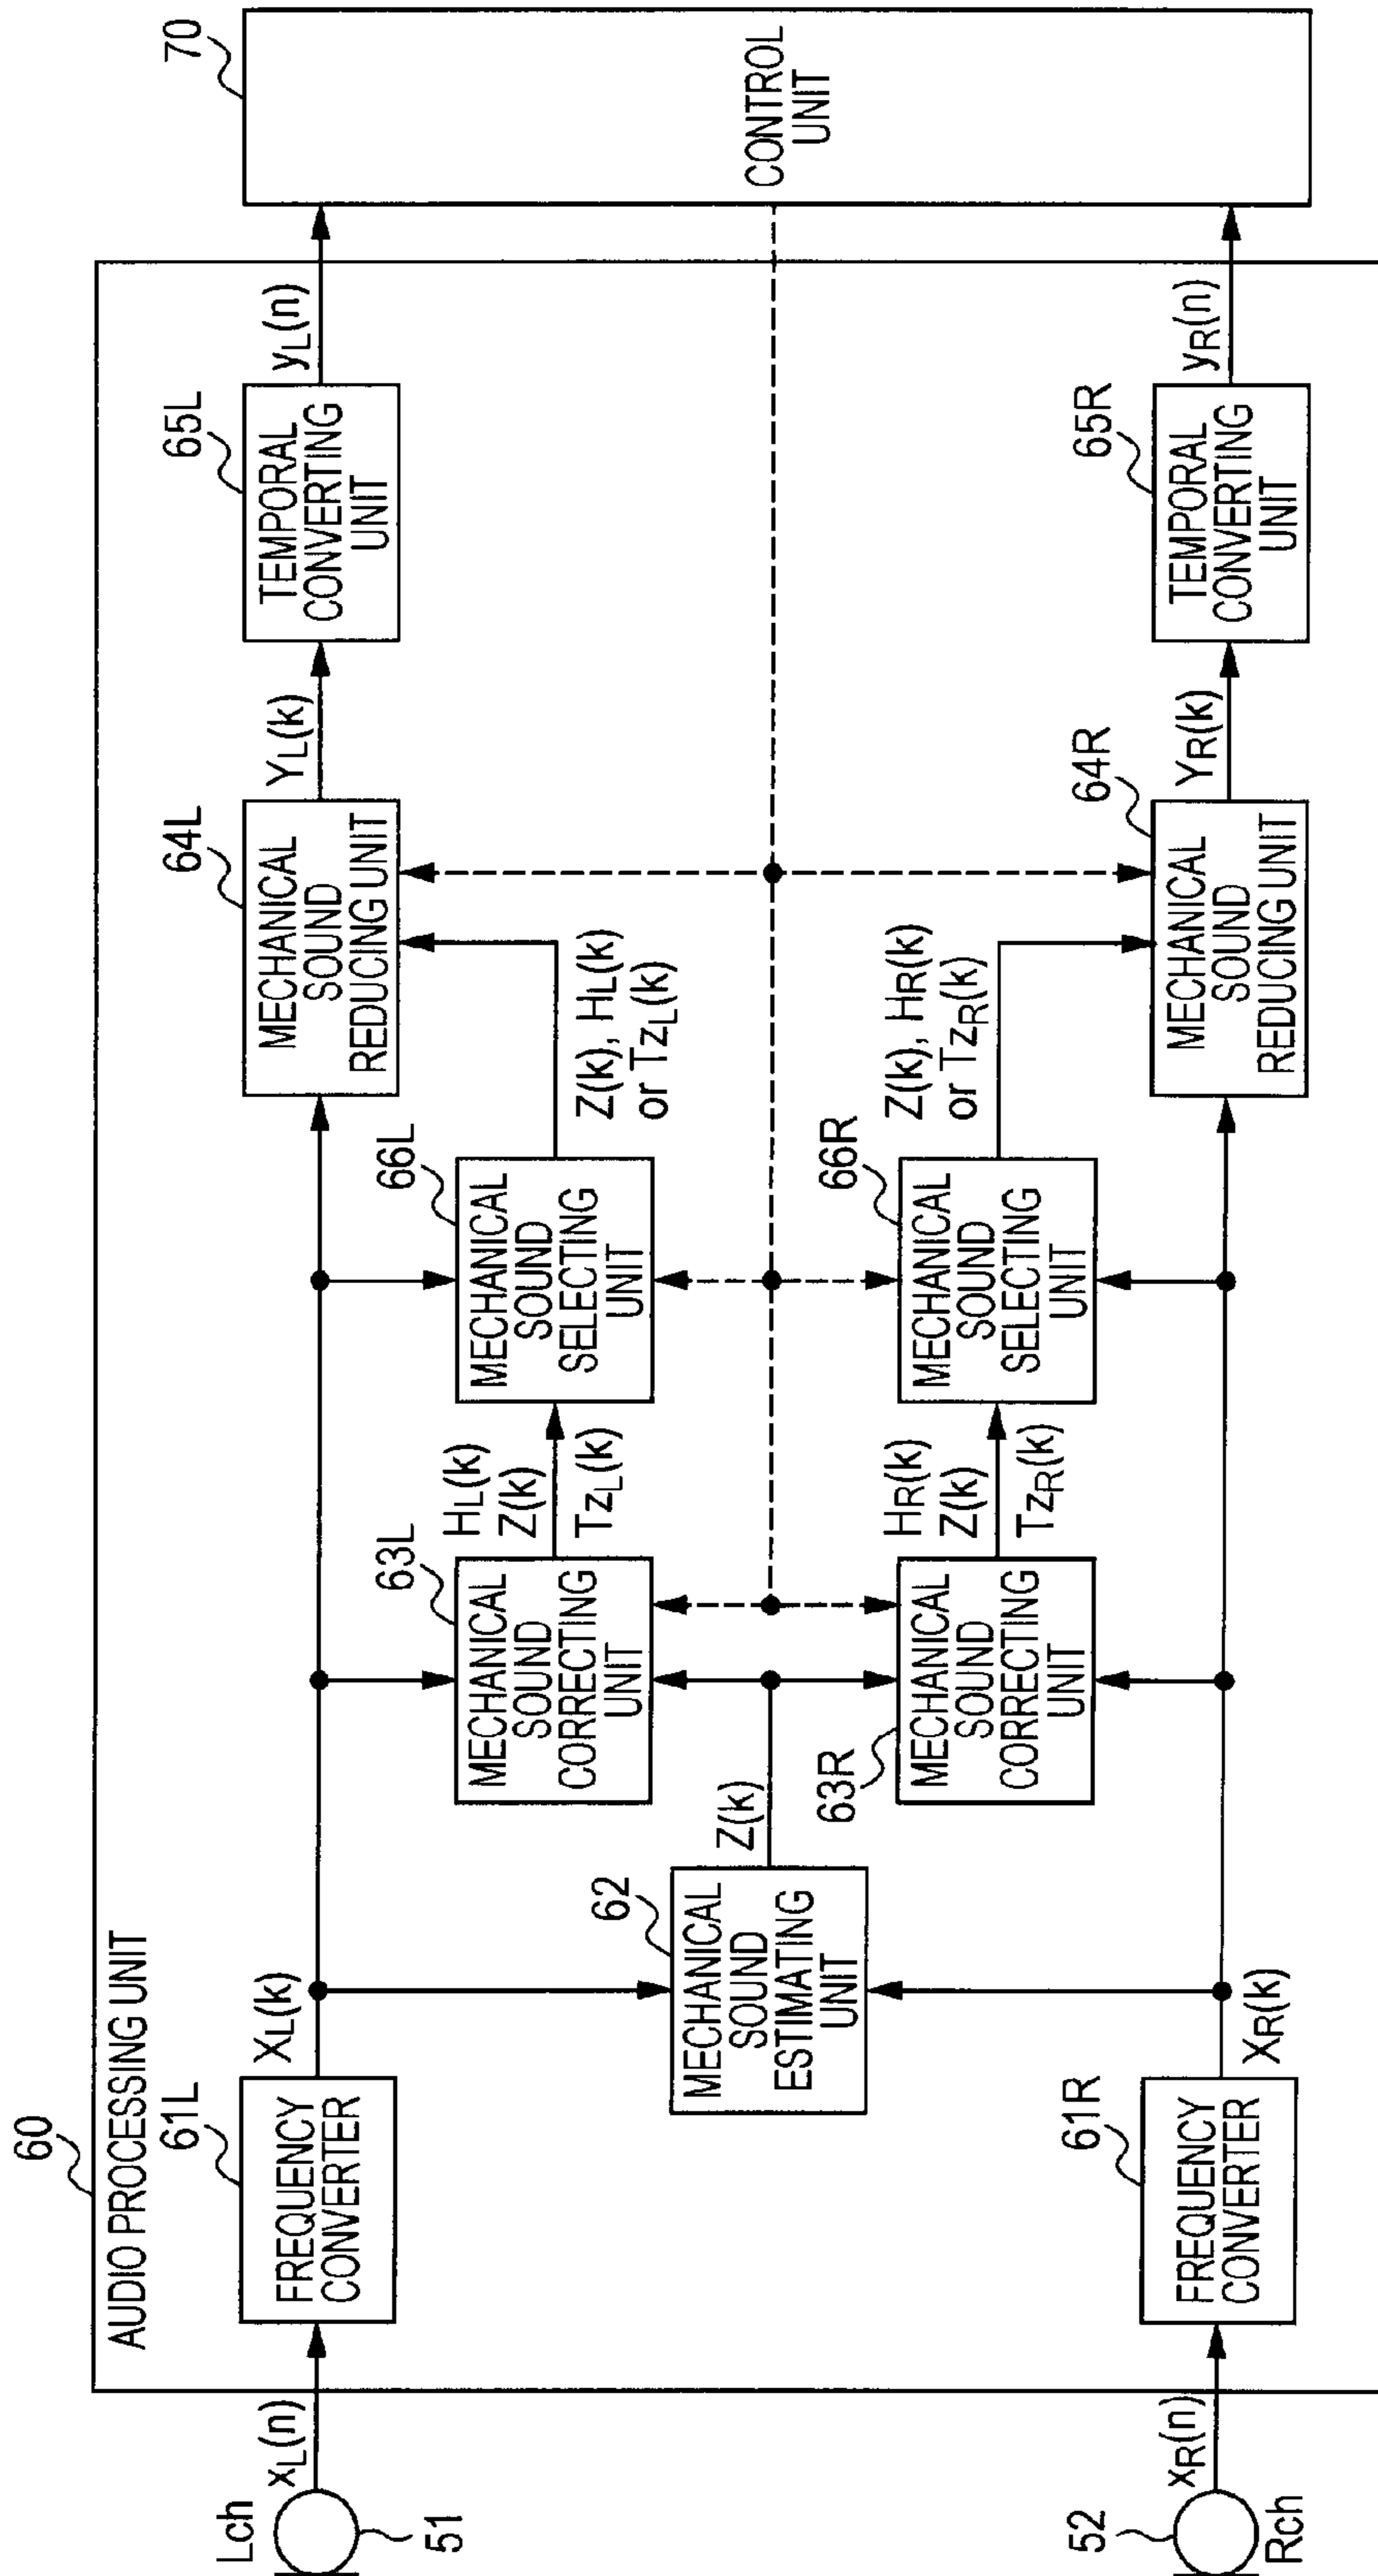 60
AUDIO PROCESSING UNIT
Lch
51
xL(n)
61L
FREQUENCY
CONVERTER
XL(k)
63L
MECHANICAL
SOUND
CORRECTING
UNIT
HL(k)
Z(k)
TzL(k)
66L
MECHANICAL
SOUND
SELECTING
UNIT
Z(k), HL(k)
or TzL(k)
64L
MECHANICAL
SOUND
REDUCING UNIT
YL(k)
65L
TEMPORAL
CONVERTING
UNIT
yL(n)
70
CONTROL
UNIT
62
MECHANICAL
SOUND
ESTIMATING
UNIT
Z(k)
52
Rch
xR(n)
61R
FREQUENCY
CONVERTER
XR(k)
63R
MECHANICAL
SOUND
CORRECTING
UNIT
HR(k)
Z(k)
TzR(k)
66R
MECHANICAL
SOUND
SELECTING
UNIT
Z(k), HR(k)
or TzR(k)
64R
MECHANICAL
SOUND
REDUCING UNIT
YR(k)
65R
TEMPORAL
CONVERTING
UNIT
yR(n)